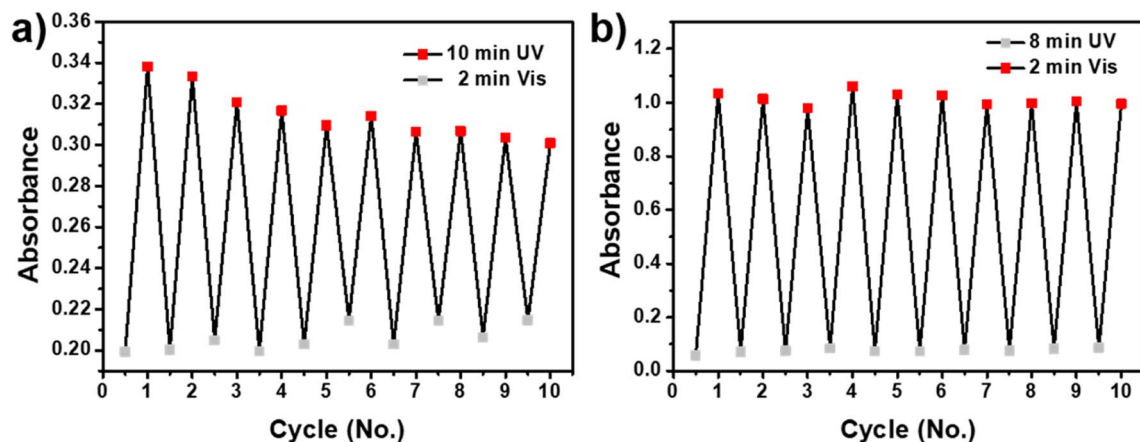 a)
0.36
0.34
0.32
0.30
0.28
0.26
0.24
0.22
0.20
Absorbance
10 min UV
2 min Vis
0 1 2 3 4 5 6 7 8 9 10
Cycle (No.)
b)
1.2
1.0
0.8
0.6
0.4
0.2
0.0
Absorbance
8 min UV
2 min Vis
0 1 2 3 4 5 6 7 8 9 10
Cycle (No.)